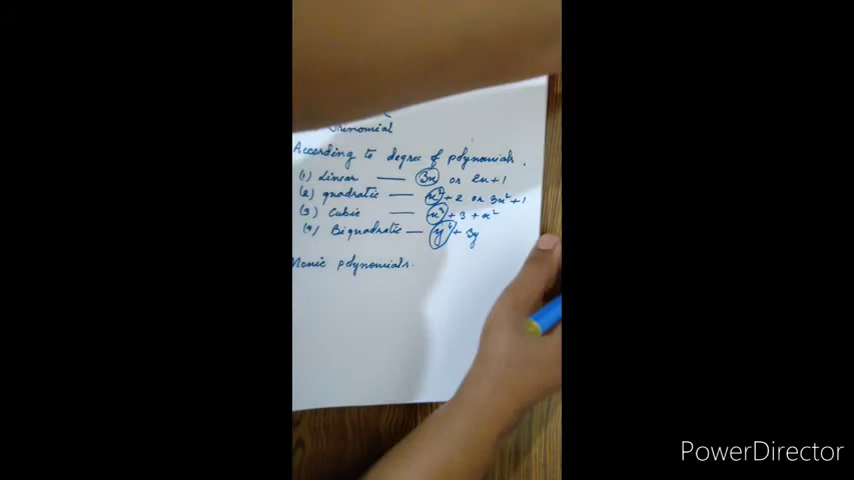 Trinomial
According to degree of polynomials.
(1) Linear — 3x or 2x+1
(2) quadratic — x²+2 or 3x²+1
(3) Cubic — x³+3+x²
(4) Biquadratic — y⁴+3y
Monic polynomials.
PowerDirector